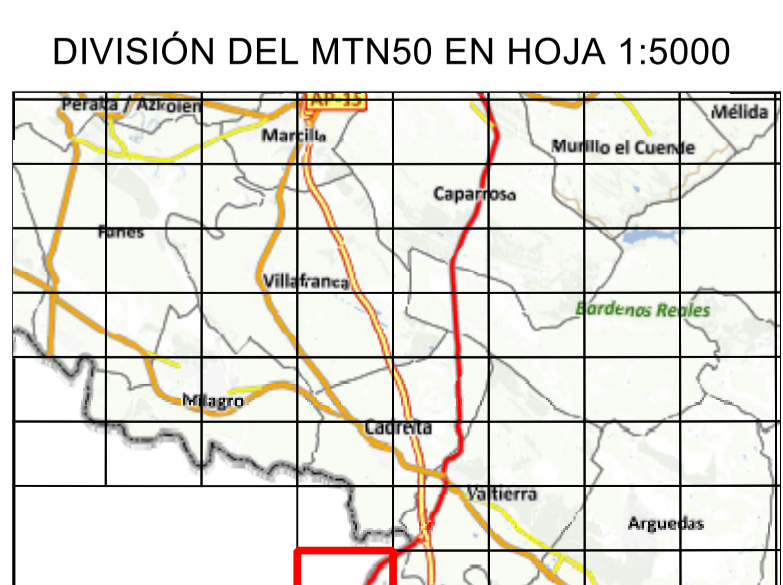 DIVISIÓN DEL MTN50 EN HOJA 1:5000
AP-15
Peralta / Azkoien
Mélida
Marcilla
Murillo el Cuende
Caparroso
Funes
Villafranca
Bardenas Reales
Milagro
Cadreita
Valtierra
Arguedas